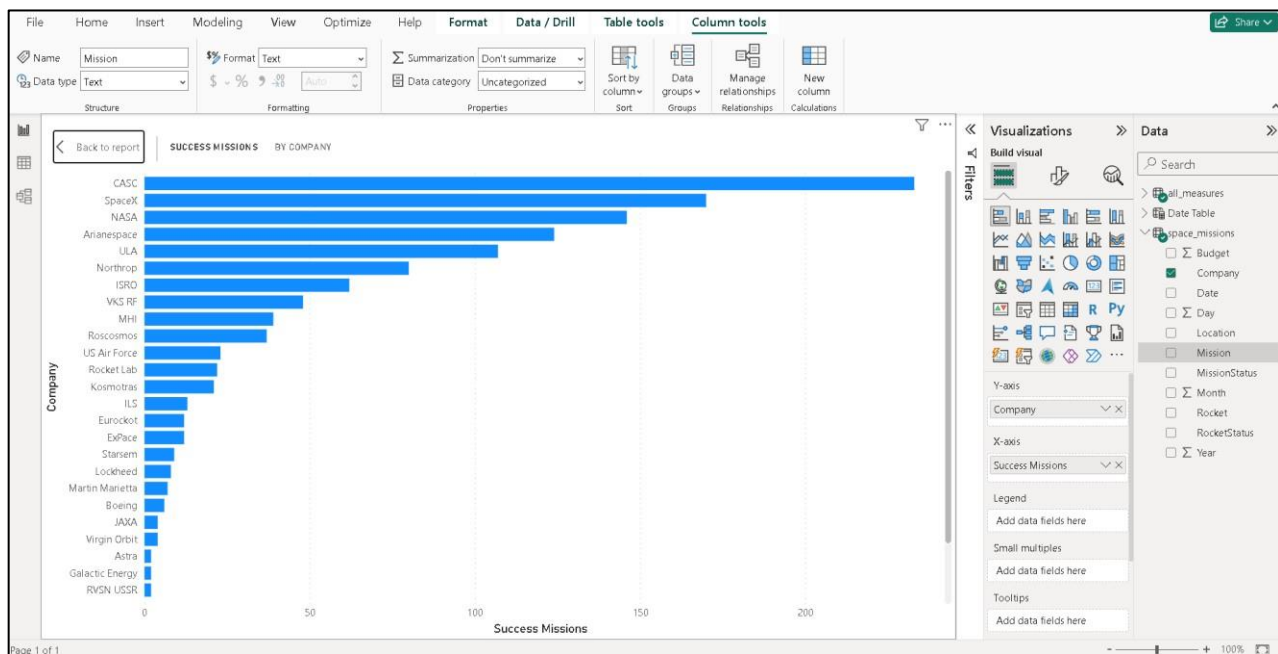 File Home Insert Modeling View Optimize Help Format Data / Drill Table tools Column tools Share
Name Mission
Data type Text
Structure
Format Text
$ % Auto
Formatting
Summarization Don't summarize
Data category Uncategorized
Properties
Sort by column
Sort
Data groups
Groups
Manage relationships
Relationships
New column
Calculations
Back to report SUCCESS MISSIONS BY COMPANY
Company
CASC
SpaceX
NASA
Arianespace
ULA
Northrop
ISRO
VKS RF
MHI
Roscosmos
US Air Force
Rocket Lab
Kosmotras
ILS
Eurockot
ExPace
Starsem
Lockheed
Martin Marietta
Boeing
JAXA
Virgin Orbit
Astra
Galactic Energy
RVSN USSR
0 50 100 150 200
Success Missions
Filters
Visualizations
Build visual
R Py
Y-axis
Company
X-axis
Success Missions
Legend
Add data fields here
Small multiples
Add data fields here
Tooltips
Add data fields here
Data
Search
all_measures
Date Table
space_missions
Σ Budget
Company
Date
Σ Day
Location
Mission
MissionStatus
Σ Month
Rocket
RocketStatus
Σ Year
Page 1 of 1
- + 100%